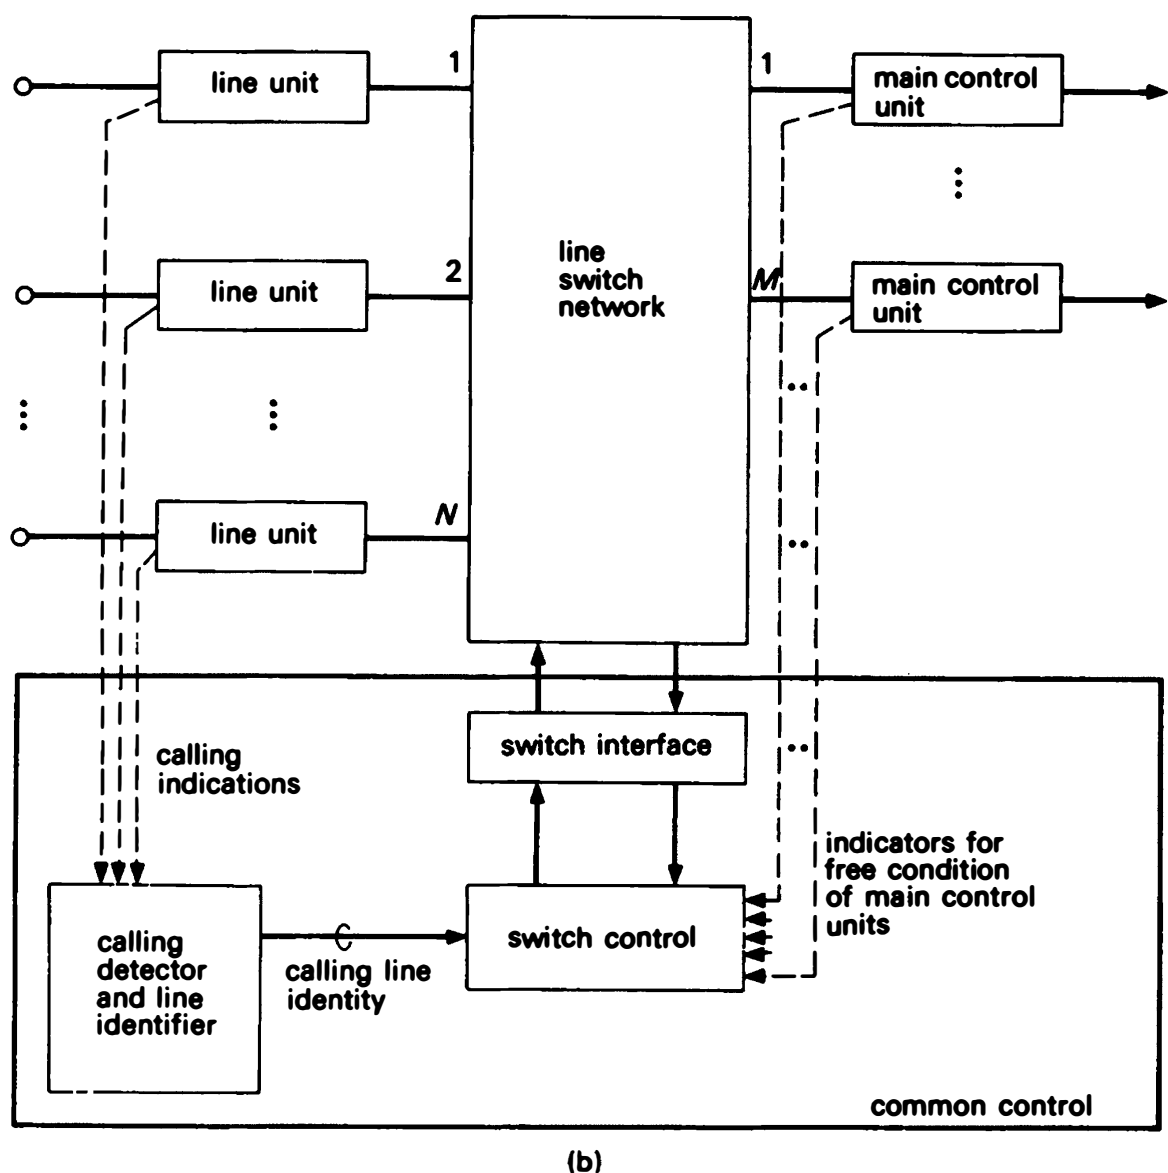 line unit
1
1
main control
unit
line unit
2
line
switch
network
M
main control
unit
line unit
N
calling
indications
switch interface
indicators for
free condition
of main control
units
calling
detector
and line
identifier
calling line
identity
switch control
common control
(b)